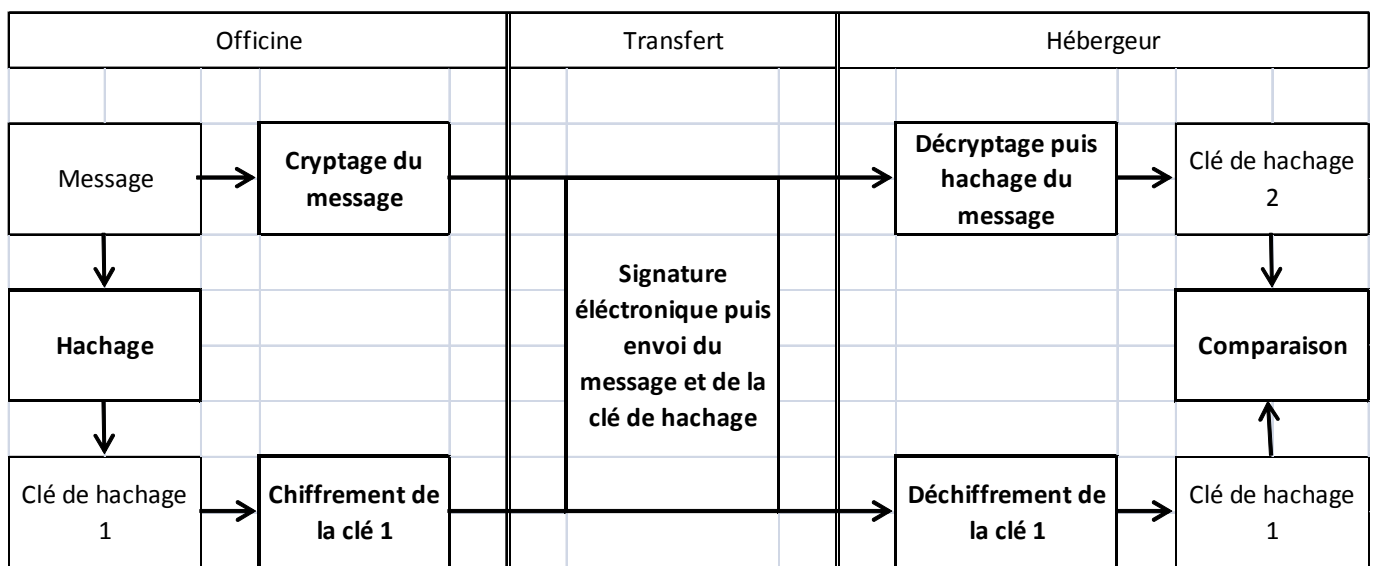 Officine
Transfert
Hébergeur
Message
Cryptage du
message
Décryptage puis
hachage du
message
Clé de hachage
2
Hachage
Signature
éléctronique puis
envoi du
message et de la
clé de hachage
Comparaison
Clé de hachage
1
Chiffrement de
la clé 1
Déchiffrement de
la clé 1
Clé de hachage
1